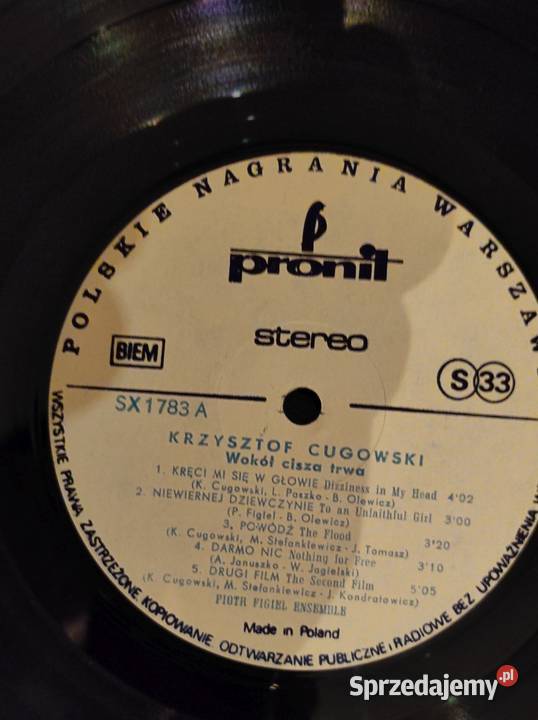 POLSKIE NAGRANIA WARSZAW
pronit
stereo
BIEM
S 33
SX 1783 A
KRZYSZTOF CUGOWSKI
Wokół cisza trwa
1. KRĘCI MI SIĘ W GŁOWIE Dizziness in My Head 4'02
(K. Cugowski, L. Paszko - B. Olewicz)
2. NIEWIERNEJ DZIEWCZYNIE To an Unfaithful Girl 3'00
(P. Figiel - B. Olewicz)
3. POWÓDŹ The Flood 3'20
(K. Cugowski, M. Stefankiewicz - J. Tomasz)
4. DARMO NIC Nothing for Free 3'10
(A. Januszko - W. Jagielski)
5. DRUGI FILM The Second Film 5'05
(K. Cugowski, M. Stefankiewicz - J. Kondratowicz)
PIOTR FIGIEL ENSEMBLE
Made in Poland
WSZYSTKIE PRAWA ZASTRZEŻONE. KOPIOWANIE, ODTWARZANIE PUBLICZNE i RADIOWE BEZ UPOWAŻNIENIA
Sprzedajemy.pl